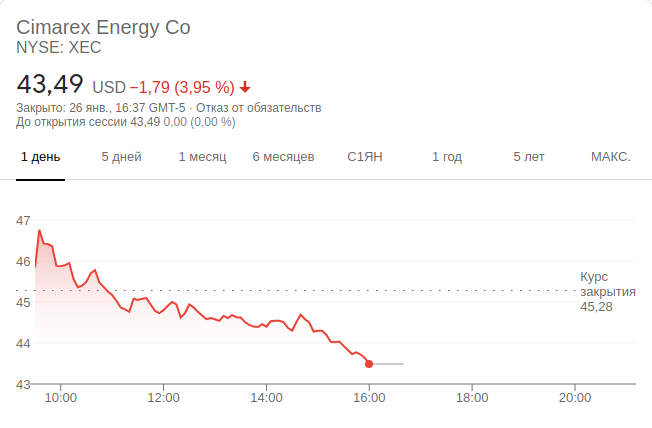 Cimarex Energy Co
NYSE: XEC
43,49 USD −1,79 (3,95 %)
Закрыто: 26 янв., 16:37 GMT-5 · Отказ от обязательств
До открытия сессии 43,49 0,00 (0,00 %)
1 день 5 дней 1 месяц 6 месяцев С1ЯН 1 год 5 лет МАКС.
47
46
Курс
закрытия
45,28
45
44
43
10:00 12:00 14:00 16:00 18:00 20:00